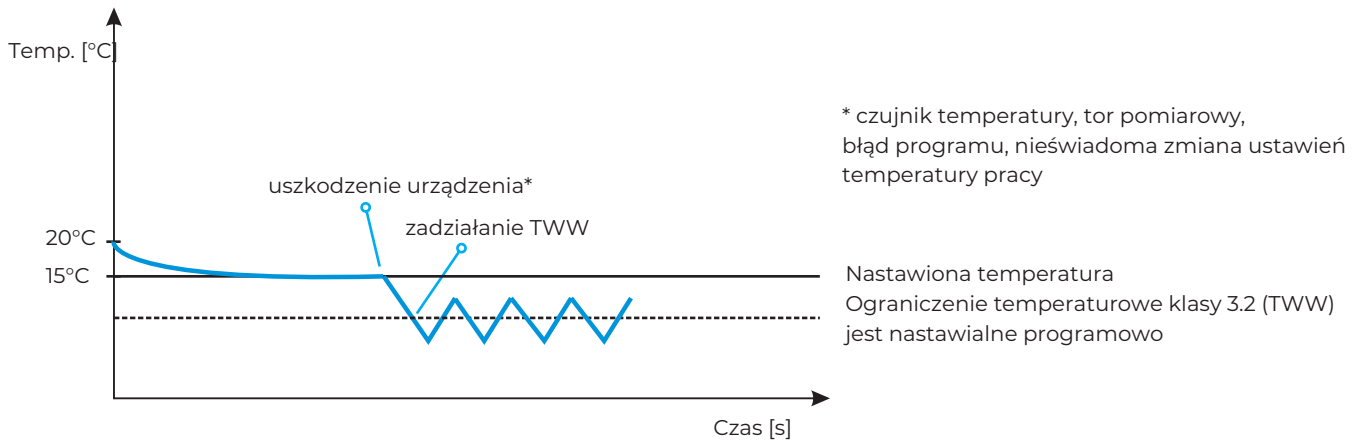 Temp. [°C]
* czujnik temperatury, tor pomiarowy,
błąd programu, nieświadoma zmiana ustawień
temperatury pracy
uszkodzenie urządzenia*
zadziałanie TWW
20°C
15°C
Nastawiona temperatura
Ograniczenie temperaturowe klasy 3.2 (TWW)
jest nastawialne programowo
Czas [s]